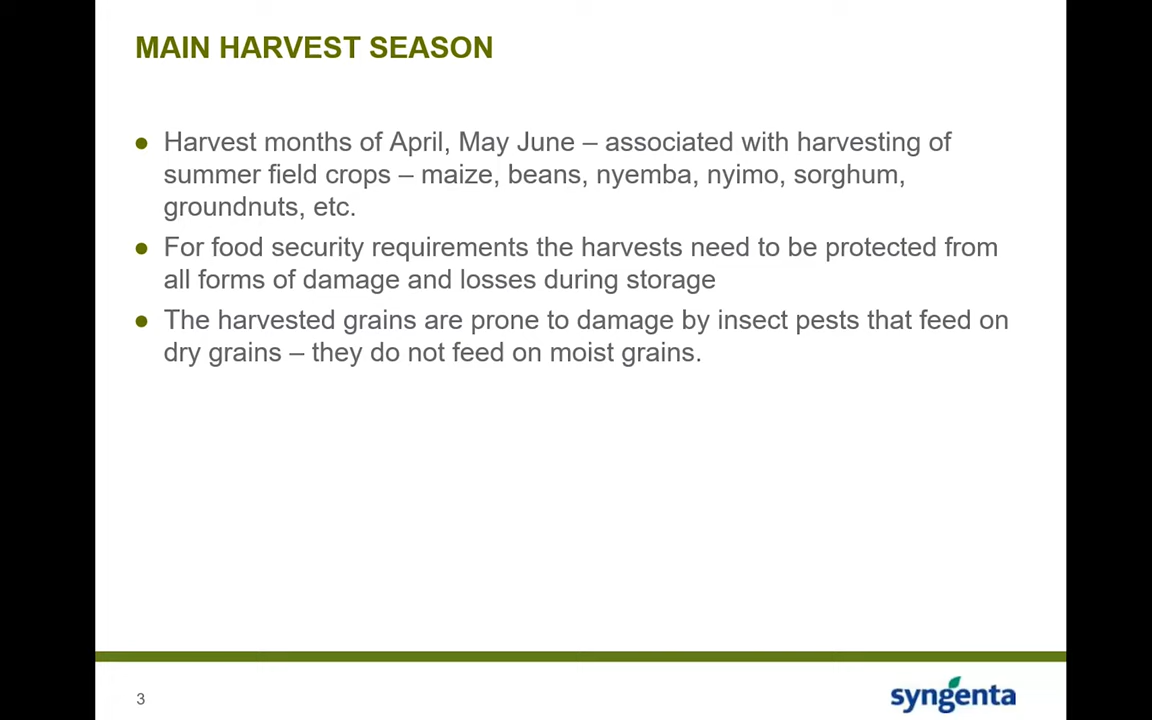 MAIN HARVEST SEASON
● Harvest months of April, May June – associated with harvesting of
summer field crops – maize, beans, nyemba, nyimo, sorghum,
groundnuts, etc.
● For food security requirements the harvests need to be protected from
all forms of damage and losses during storage
● The harvested grains are prone to damage by insect pests that feed on
dry grains – they do not feed on moist grains.
3
syngenta